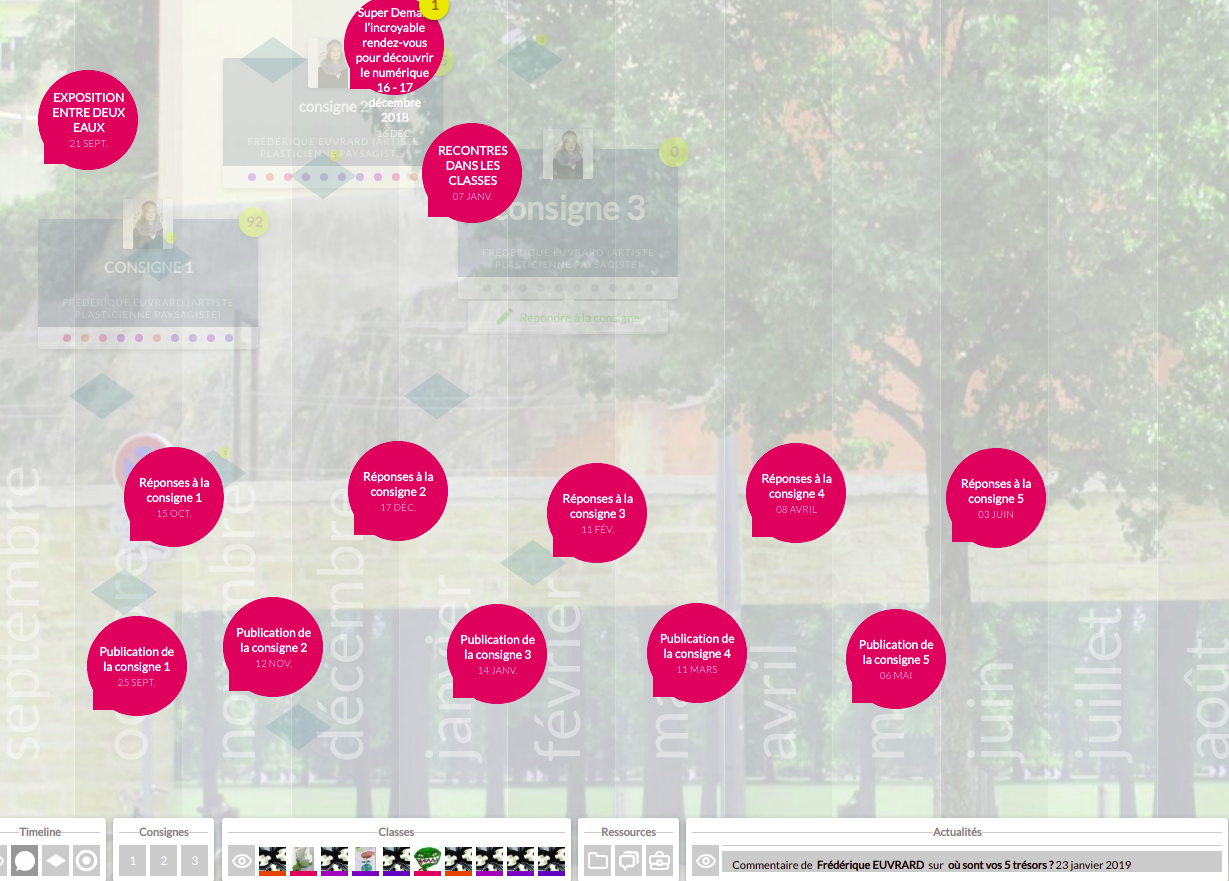 Super Dema
1
l'incroyable
rendez-vous
pour découvrir
le numérique
16 - 17
décembre
2018
16 DÉC.
EXPOSITION
ENTRE DEUX
EAUX
21 SEPT.
consigne 2
FRÉDÉRIQUE EUVRARD (ARTISTE
PLASTICIENNE PAYSAGISTE)
RECONTRES
DANS LES
CLASSES
07 JANV.
0
consigne 3
FRÉDÉRIQUE EUVRARD (ARTISTE
PLASTICIENNE PAYSAGISTE)
Répondre à la consigne
92
CONSIGNE 1
FRÉDÉRIQUE EUVRARD (ARTISTE
PLASTICIENNE PAYSAGISTE)
Réponses à la
consigne 1
15 OCT.
Réponses à la
consigne 2
17 DÉC.
Réponses à la
consigne 3
11 FÉV.
Réponses à la
consigne 4
08 AVRIL
Réponses à la
consigne 5
03 JUIN
Publication de
la consigne 1
25 SEPT.
Publication de
la consigne 2
12 NOV.
Publication de
la consigne 3
14 JANV.
Publication de
la consigne 4
11 MARS
Publication de
la consigne 5
06 MAI
septembre
novembre
décembre
janvier
février
avril
juin
juillet
août
Timeline
Consignes
1 2 3
Classes
Ressources
Actualités
Commentaire de Frédérique EUVRARD sur où sont vos 5 trésors ? 23 janvier 2019